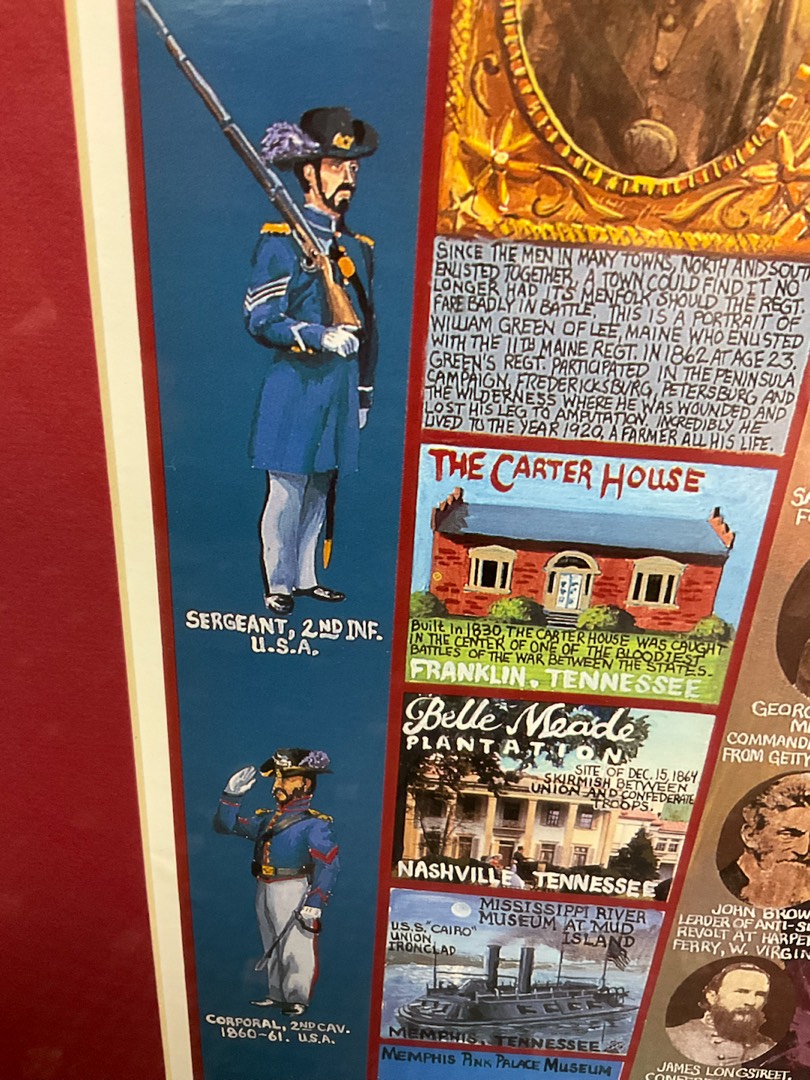 SERGEANT, 2ND INF.
U.S.A.
CORPORAL, 2ND CAV.
1860-61. U.S.A.
SINCE THE MEN IN MANY TOWNS, NORTH AND SOUTH
ENLISTED TOGETHER, A TOWN COULD FIND IT NO
LONGER HAD ITS MENFOLK SHOULD THE REGT.
FARE BADLY IN BATTLE. THIS IS A PORTRAIT OF
WILLIAM GREEN OF LEE, MAINE WHO ENLISTED
WITH THE 11TH MAINE REGT. IN 1862 AT AGE 23.
GREEN'S REGT. PARTICIPATED IN THE PENINSULA
CAMPAIGN, FREDERICKSBURG, PETERSBURG AND
THE WILDERNESS WHERE HE WAS WOUNDED AND
LOST HIS LEG TO AMPUTATION. INCREDIBLY HE
LIVED TO THE YEAR 1920, A FARMER ALL HIS LIFE.
THE CARTER HOUSE
Built in 1830, THE CARTER HOUSE WAS CAUGHT
IN THE CENTER OF ONE OF THE BLOODIEST
BATTLES OF THE WAR BETWEEN THE STATES.
FRANKLIN, TENNESSEE
Belle Meade
PLANTATION
SITE OF DEC. 15, 1864
SKIRMISH BETWEEN
UNION AND CONFEDERATE
TROOPS.
NASHVILLE TENNESSEE
MISSISSIPPI RIVER
MUSEUM AT MUD
ISLAND
U.S.S. "CAIRO"
UNION
IRONCLAD
MEMPHIS, TENNESSEE
MEMPHIS PINK PALACE MUSEUM
GEORG
COMMAND
FROM GETTY
JOHN BROW
LEADER OF ANTI-S
REVOLT AT HARPE
FERRY, W. VIRGIN
JAMES LONGSTREET,